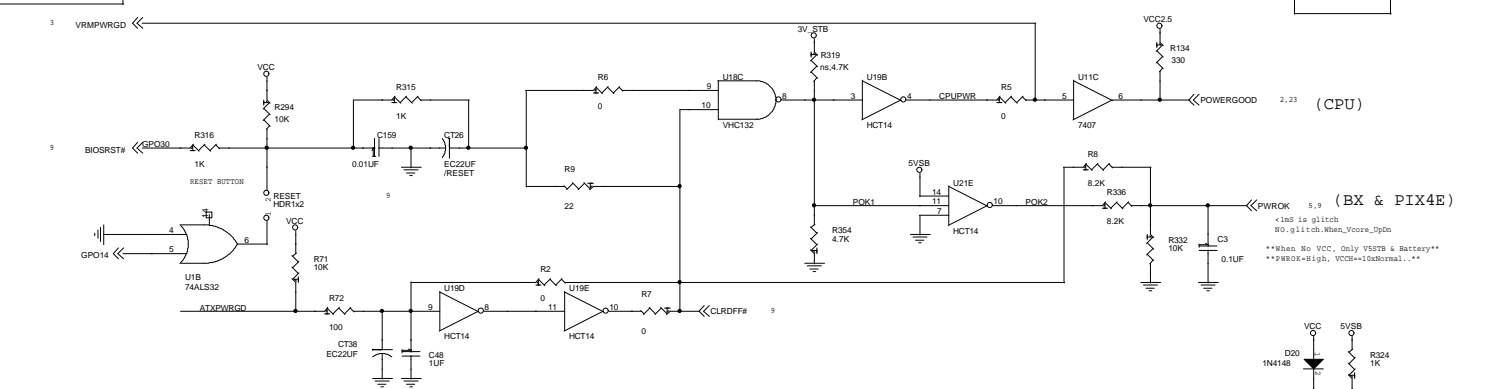 3 VRMPWRGD
VCC2.5
R134
330
3V_STB
R319
ns,4.7K
U18C
9
10
8
VHC132
U19B
3
4
HCT14
CPUPWR
R5
0
U11C
5
6
7407
POWERGOOD 2,23 (CPU)
VCC
R294
10K
R315
1K
R6
0
9 BIOSRST#
GPO30
R316
1K
C159
0.01UF
CT26
EC22UF
/RESET
9
RESET BUTTON
RESET
HDR1x2
2
1
R9
22
5VSB
U21E
14
11
7
10
HCT14
POK1
POK2
R8
8.2K
R336
8.2K
PWROK 5,9 (BX & PIX4E)
<1mS is glitch
NO.glitch.When_Vcore_UpDn
**When No VCC, Only V5STB & Battery**
**PWROK=High, VCCH==10xNormal..**
R354
4.7K
R332
10K
C3
0.1UF
14
4
5
6
GPO14
U1B
74ALS32
VCC
R71
10K
ATXPWRGD
R72
100
R2
0
U19D
9
8
HCT14
U19E
11
10
HCT14
R7
0
CLRDFF# 9
CT38
EC22UF
C48
1UF
VCC
5VSB
D20
1N4148
1
2
R324
1K